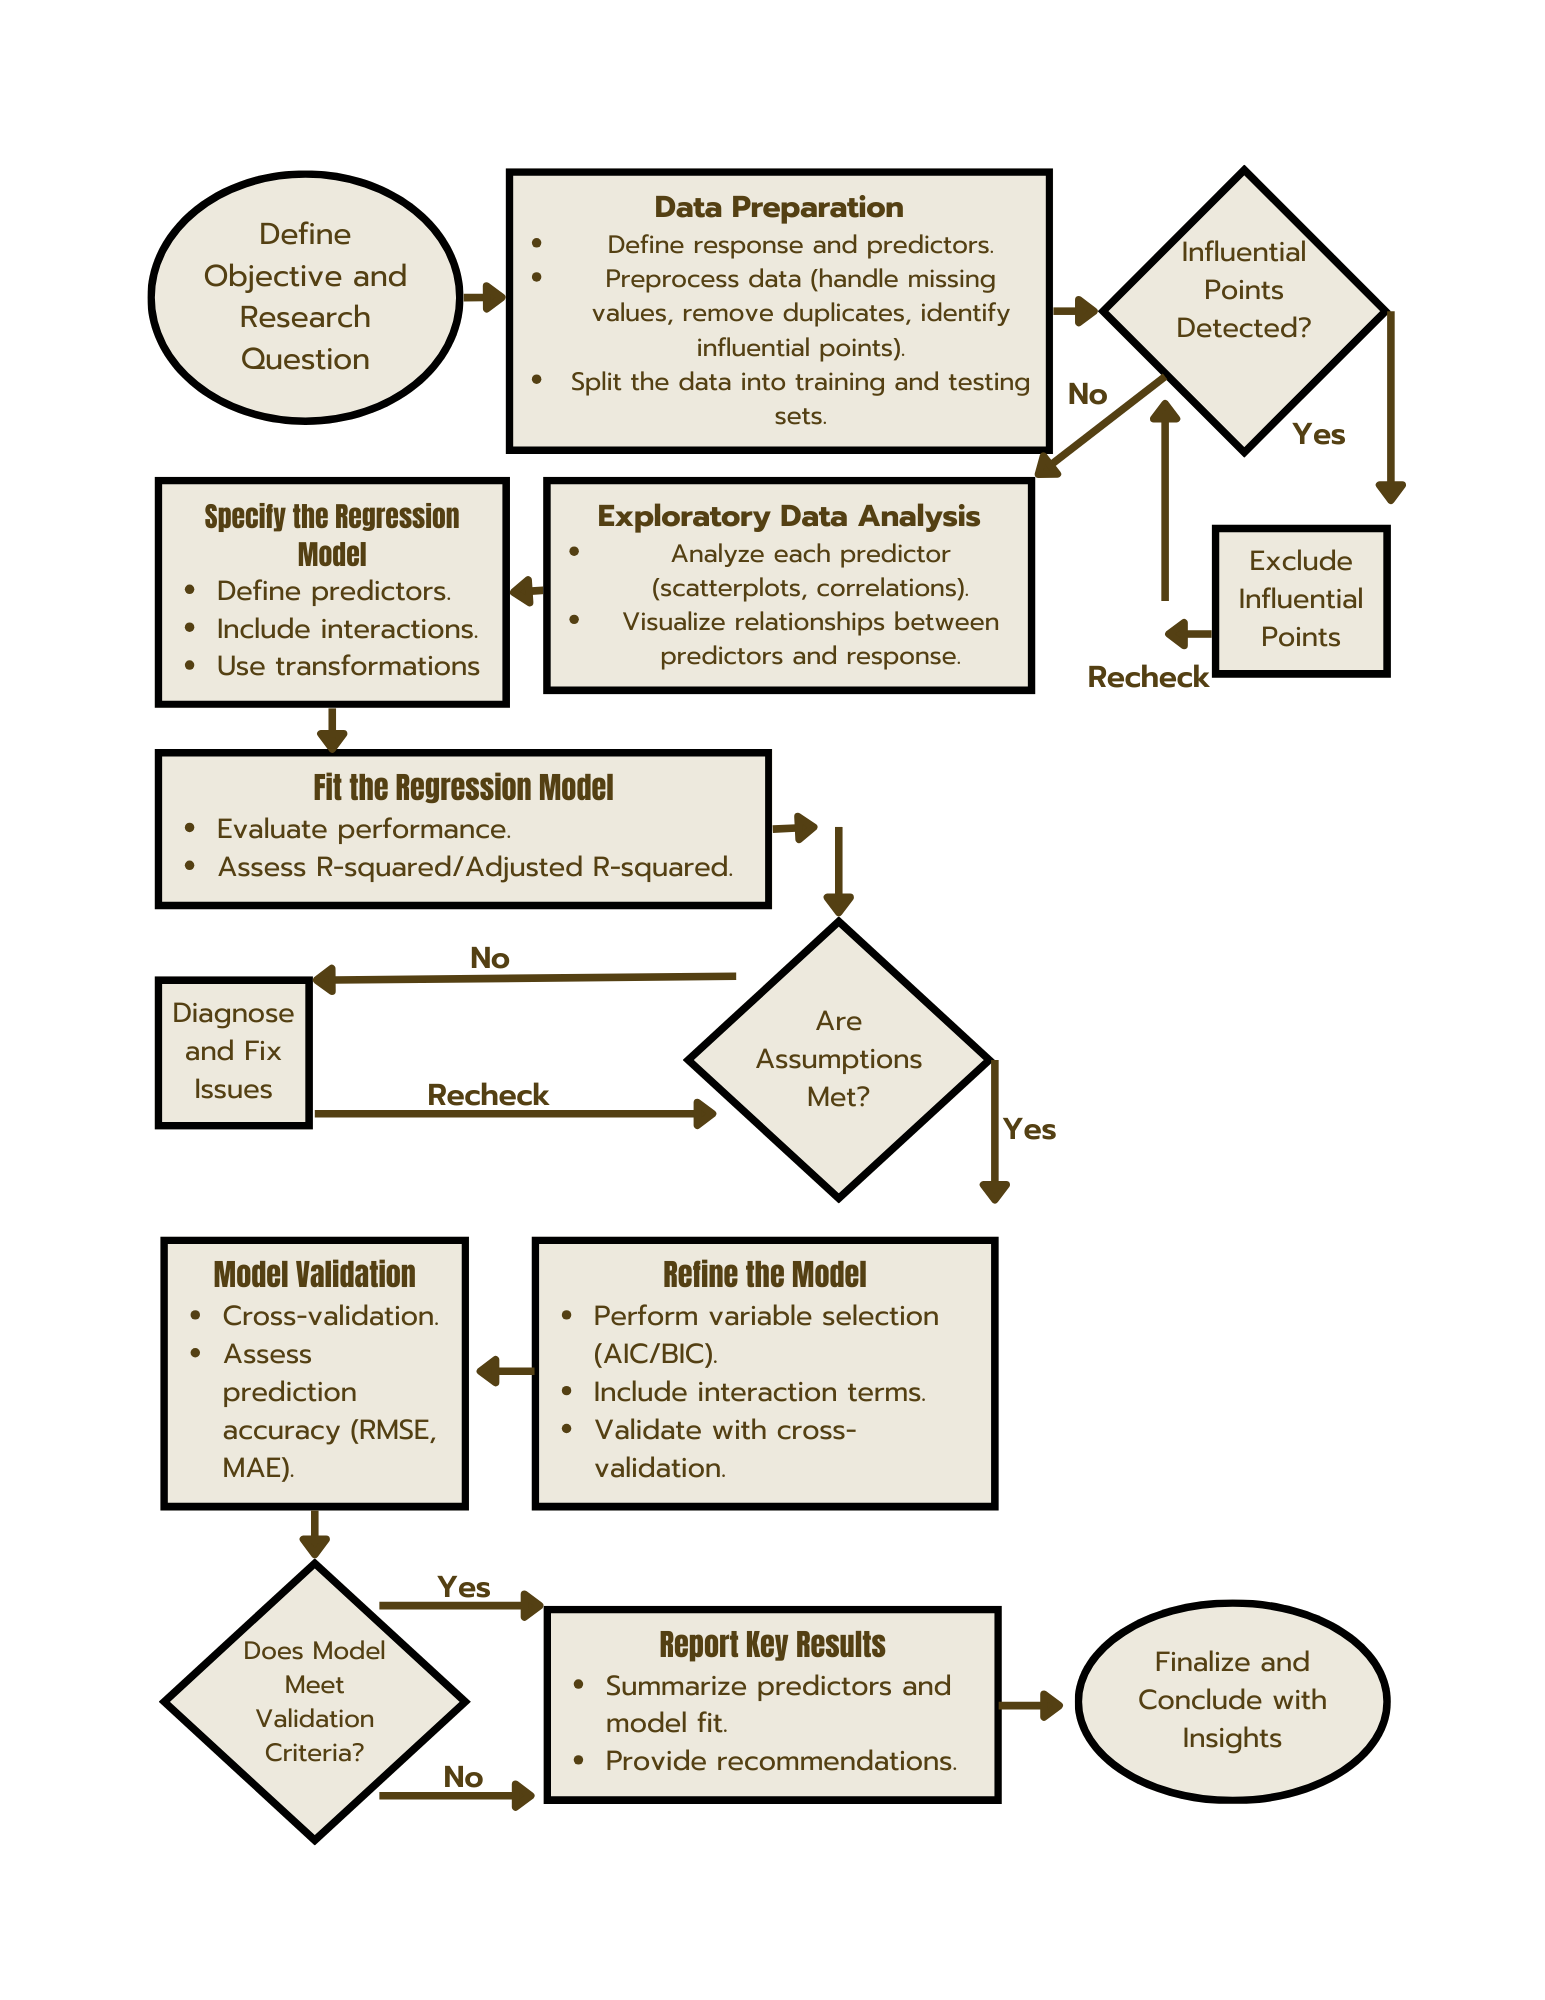 Define
Objective and
Research
Question
Data Preparation
• Define response and predictors.
• Preprocess data (handle missing
values, remove duplicates, identify
influential points).
• Split the data into training and testing
sets.
Influential
Points
Detected?
No
Yes
Specify the Regression
Model
• Define predictors.
• Include interactions.
• Use transformations
Exploratory Data Analysis
• Analyze each predictor
(scatterplots, correlations).
• Visualize relationships between
predictors and response.
Exclude
Influential
Points
Recheck
Fit the Regression Model
• Evaluate performance.
• Assess R-squared/Adjusted R-squared.
No
Diagnose
and Fix
Issues
Recheck
Are
Assumptions
Met?
Yes
Model Validation
• Cross-validation.
• Assess
prediction
accuracy (RMSE,
MAE).
Refine the Model
• Perform variable selection
(AIC/BIC).
• Include interaction terms.
• Validate with cross-
validation.
Does Model
Meet
Validation
Criteria?
Yes
No
Report Key Results
• Summarize predictors and
model fit.
• Provide recommendations.
Finalize and
Conclude with
Insights